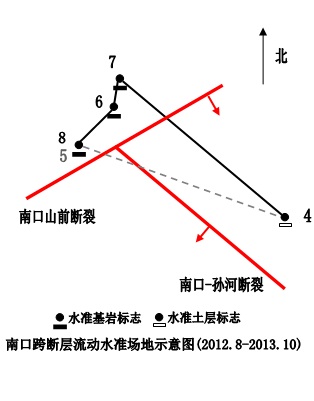 7
北
6
8
5
4
南口山前断裂
南口-孙河断裂
水准基岩标志 水准土层标志
南口跨断层流动水准场地示意图(2012.8-2013.10)